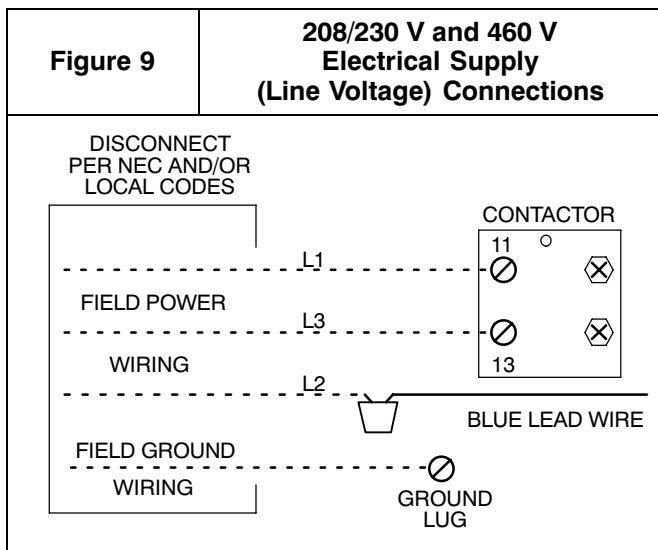 Figure 9
208/230 V and 460 V
Electrical Supply
(Line Voltage) Connections
DISCONNECT
PER NEC AND/OR
LOCAL CODES
CONTACTOR
11
L1
FIELD POWER
L3
WIRING
13
L2
BLUE LEAD WIRE
FIELD GROUND
WIRING
GROUND
LUG